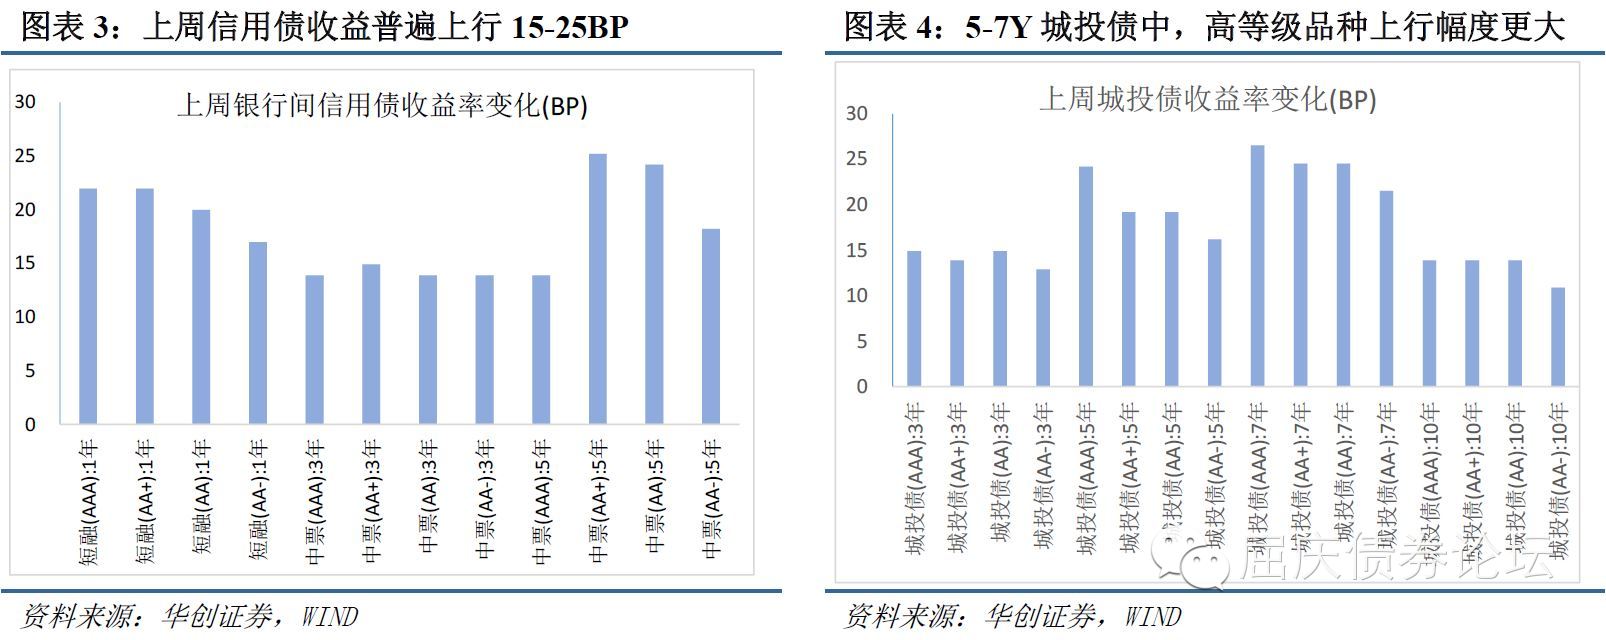 图表 3：上周信用债收益普遍上行 15-25BP
上周银行间信用债收益率变化(BP)
30
25
20
15
10
5
0
短融(AAA):1年
短融(AA+):1年
短融(AA):1年
短融(AA-):1年
中票(AAA):3年
中票(AA+):3年
中票(AA):3年
中票(AA-):3年
中票(AAA):5年
中票(AA+):5年
中票(AA):5年
中票(AA-):5年
资料来源：华创证券，WIND
图表 4：5-7Y 城投债中，高等级品种上行幅度更大
上周城投债收益率变化(BP)
30
25
20
15
10
5
0
城投债(AAA):3年
城投债(AA+):3年
城投债(AA):3年
城投债(AA-):3年
城投债(AAA):5年
城投债(AA+):5年
城投债(AA):5年
城投债(AA-):5年
城投债(AAA):7年
城投债(AA+):7年
城投债(AA):7年
城投债(AA-):7年
城投债(AAA):10年
城投债(AA+):10年
城投债(AA):10年
城投债(AA-):10年
屈庆债券论坛
资料来源：华创证券，WIND